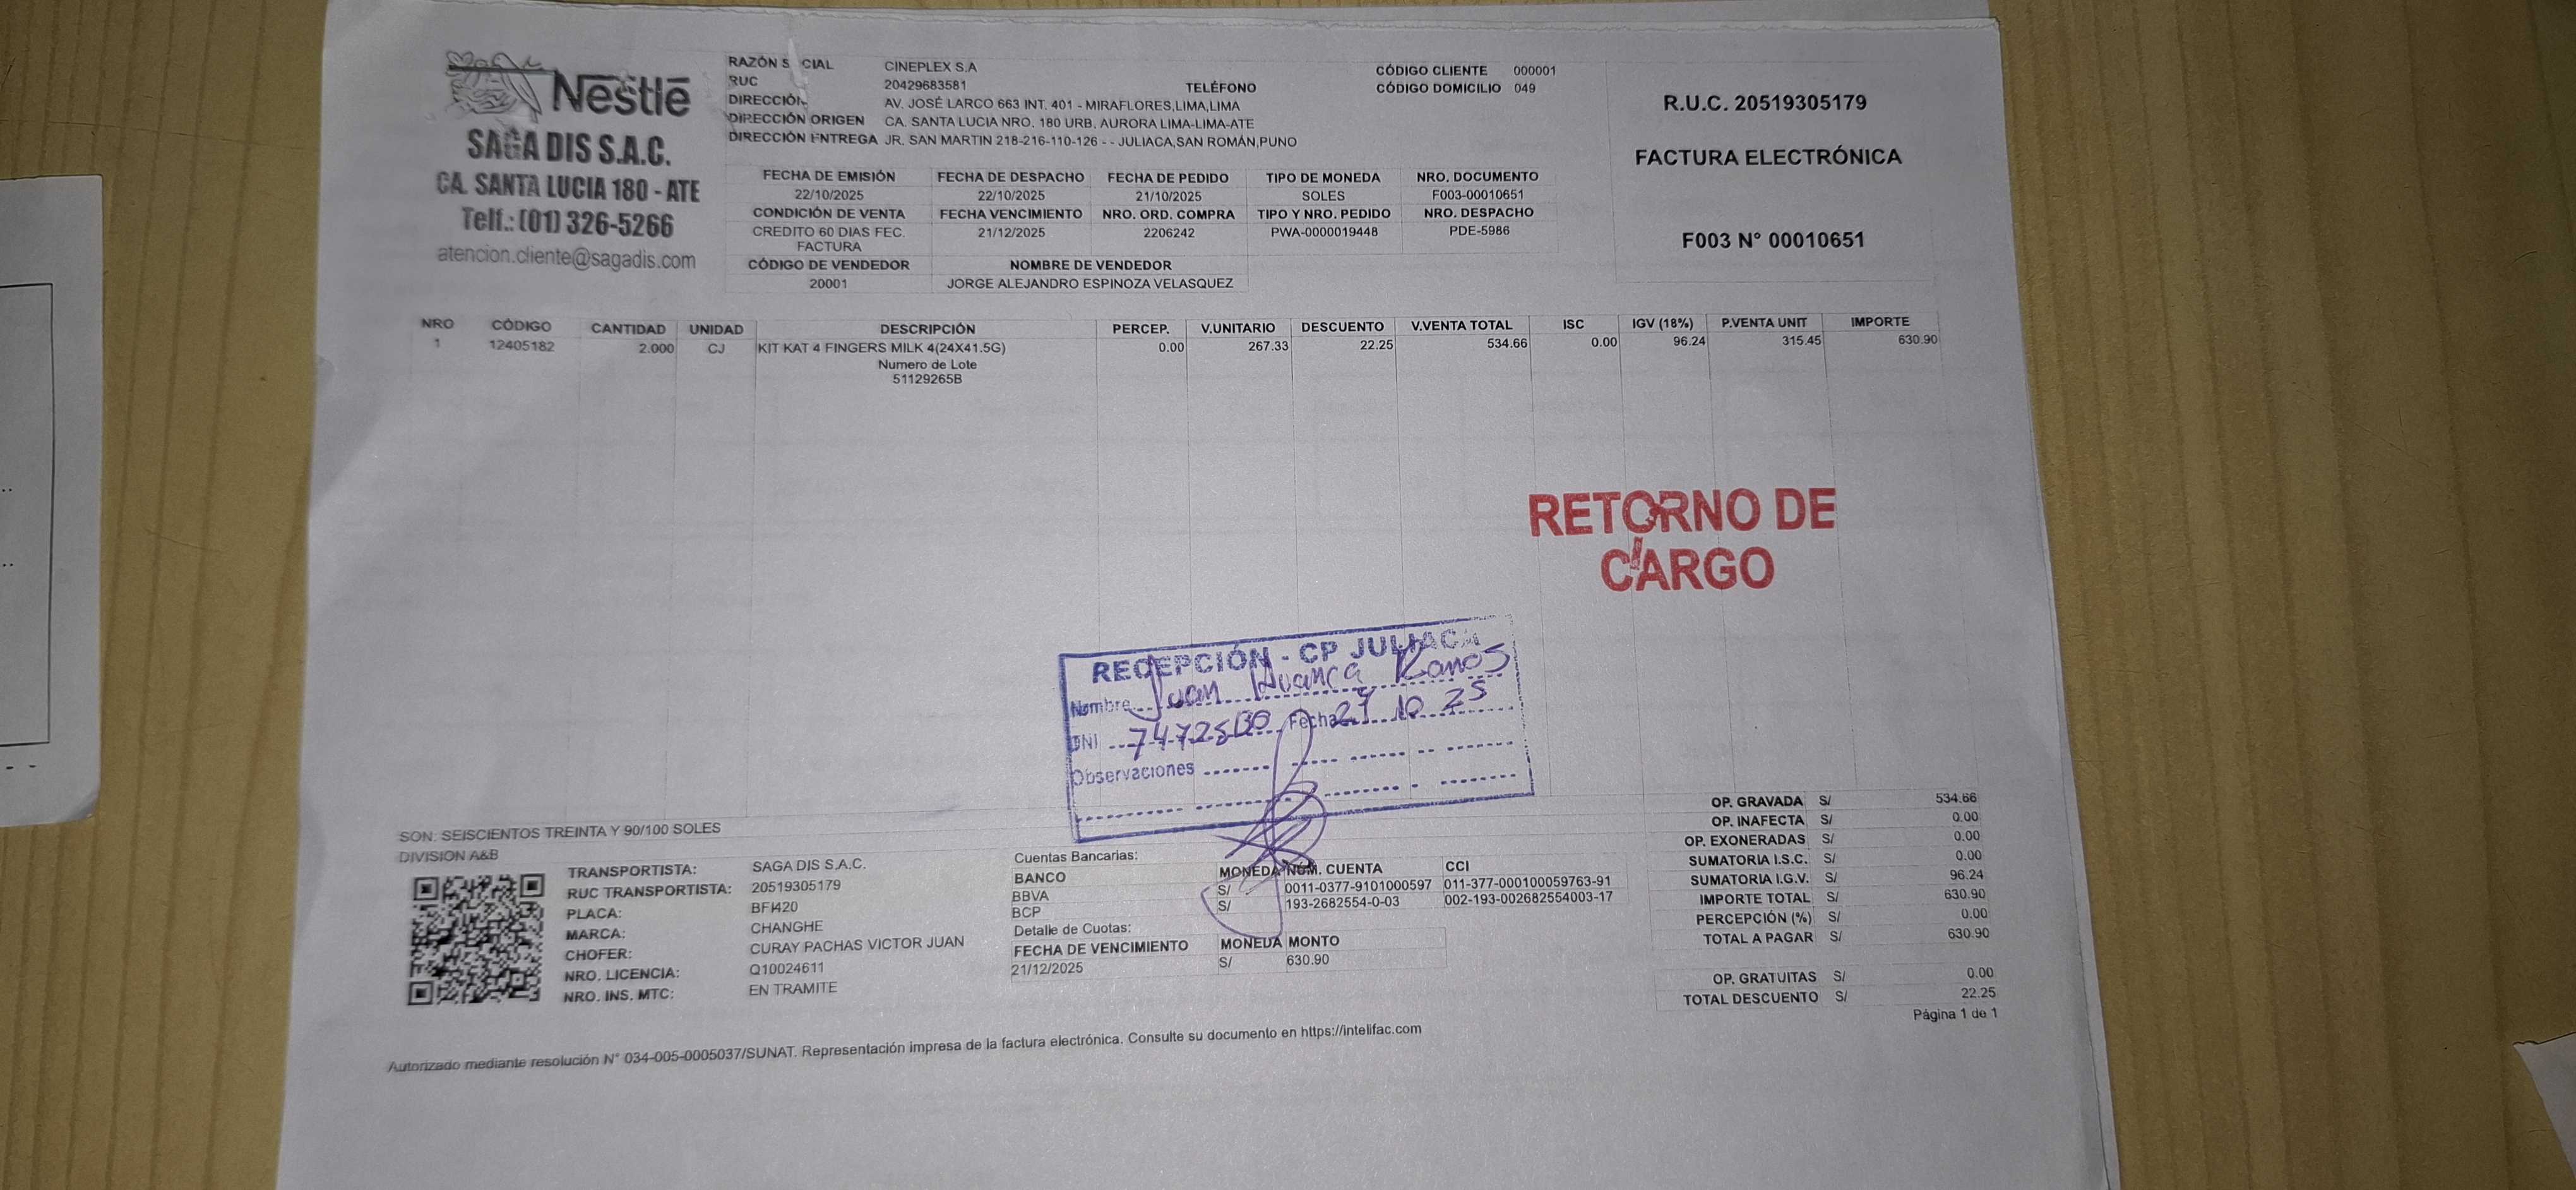 Nestlé
SAGA DIS S.A.C.
CA. SANTA LUCIA 180 - ATE
Telf.: (01) 326-5266
atencion.cliente@sagadis.com
RAZÓN SOCIAL CINEPLEX S.A
RUC 20429683581 TELÉFONO
DIRECCIÓN AV. JOSÉ LARCO 663 INT. 401 - MIRAFLORES,LIMA,LIMA
DIRECCIÓN ORIGEN CA. SANTA LUCIA NRO. 180 URB. AURORA LIMA-LIMA-ATE
DIRECCIÓN ENTREGA JR. SAN MARTIN 218-216-110-126 - - JULIACA,SAN ROMÁN,PUNO
CÓDIGO CLIENTE 000001
CÓDIGO DOMICILIO 049
R.U.C. 20519305179
FACTURA ELECTRÓNICA
F003 N° 00010651
FECHA DE EMISIÓN FECHA DE DESPACHO FECHA DE PEDIDO TIPO DE MONEDA NRO. DOCUMENTO
22/10/2025 22/10/2025 21/10/2025 SOLES F003-00010651
CONDICIÓN DE VENTA FECHA VENCIMIENTO NRO. ORD. COMPRA TIPO Y NRO. PEDIDO NRO. DESPACHO
CREDITO 60 DIAS FEC. 21/12/2025 2206242 PWA-0000019448 PDE-5986
FACTURA
CÓDIGO DE VENDEDOR NOMBRE DE VENDEDOR
20001 JORGE ALEJANDRO ESPINOZA VELASQUEZ
NRO CÓDIGO CANTIDAD UNIDAD DESCRIPCIÓN PERCEP. V.UNITARIO DESCUENTO V.VENTA TOTAL ISC IGV (18%) P.VENTA UNIT IMPORTE
1 12405182 2.000 CJ KIT KAT 4 FINGERS MILK 4(24X41.5G) 0.00 267.33 22.25 534.66 0.00 96.24 315.45 630.90
Numero de Lote
51129265B
RETORNO DE
CARGO
RECEPCIÓN - CP JULIACA
Nombre Juan Huanca Ramos
DNI Fecha 10 25
Observaciones
SON: SEISCIENTOS TREINTA Y 90/100 SOLES
DIVISION A&B
TRANSPORTISTA: SAGA DIS S.A.C.
RUC TRANSPORTISTA: 20519305179
PLACA: BFI420
MARCA: CHANGHE
CHOFER: CURAY PACHAS VICTOR JUAN
NRO. LICENCIA: Q10024611
NRO. INS. MTC: EN TRAMITE
Cuentas Bancarias:
BANCO MONEDA NÚM. CUENTA CCI
BBVA S/ 0011-0377-9101000597 011-377-000100059763-91
BCP S/ 193-2682554-0-03 002-193-002682554003-17
Detalle de Cuotas:
FECHA DE VENCIMIENTO MONEDA MONTO
21/12/2025 S/ 630.90
OP. GRAVADA S/ 534.66
OP. INAFECTA S/ 0.00
OP. EXONERADAS S/ 0.00
SUMATORIA I.S.C. S/ 0.00
SUMATORIA I.G.V. S/ 96.24
IMPORTE TOTAL S/ 630.90
PERCEPCIÓN (%) S/ 0.00
TOTAL A PAGAR S/ 630.90
OP. GRATUITAS S/ 0.00
TOTAL DESCUENTO S/ 22.25
Página 1 de 1
Autorizado mediante resolución N° 034-005-0005037/SUNAT. Representación impresa de la factura electrónica. Consulte su documento en https://intelifac.com